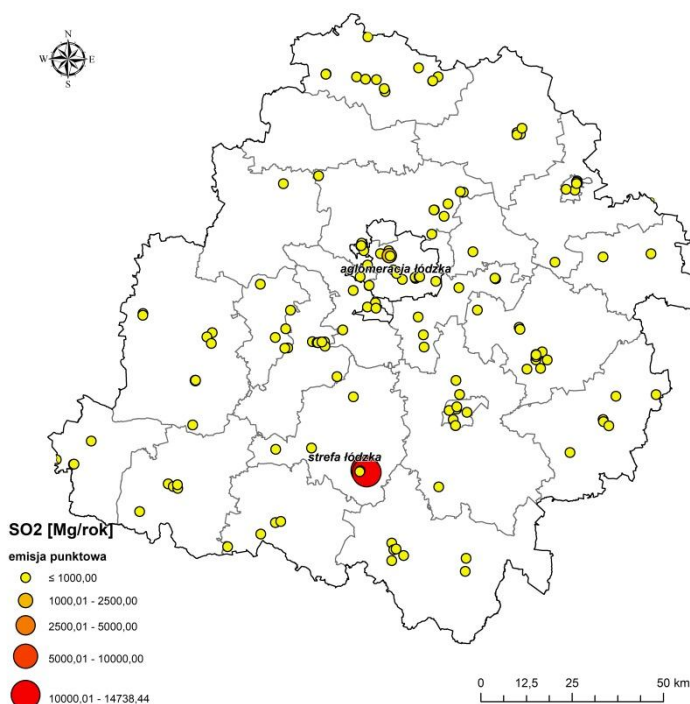 N
W E
S
aglomeracja łódzka
strefa łódzka
SO2 [Mg/rok]
emisja punktowa
≤ 1000,00
1000,01 - 2500,00
2500,01 - 5000,00
5000,01 - 10000,00
10000,01 - 14738,44
0 12,5 25 50 km